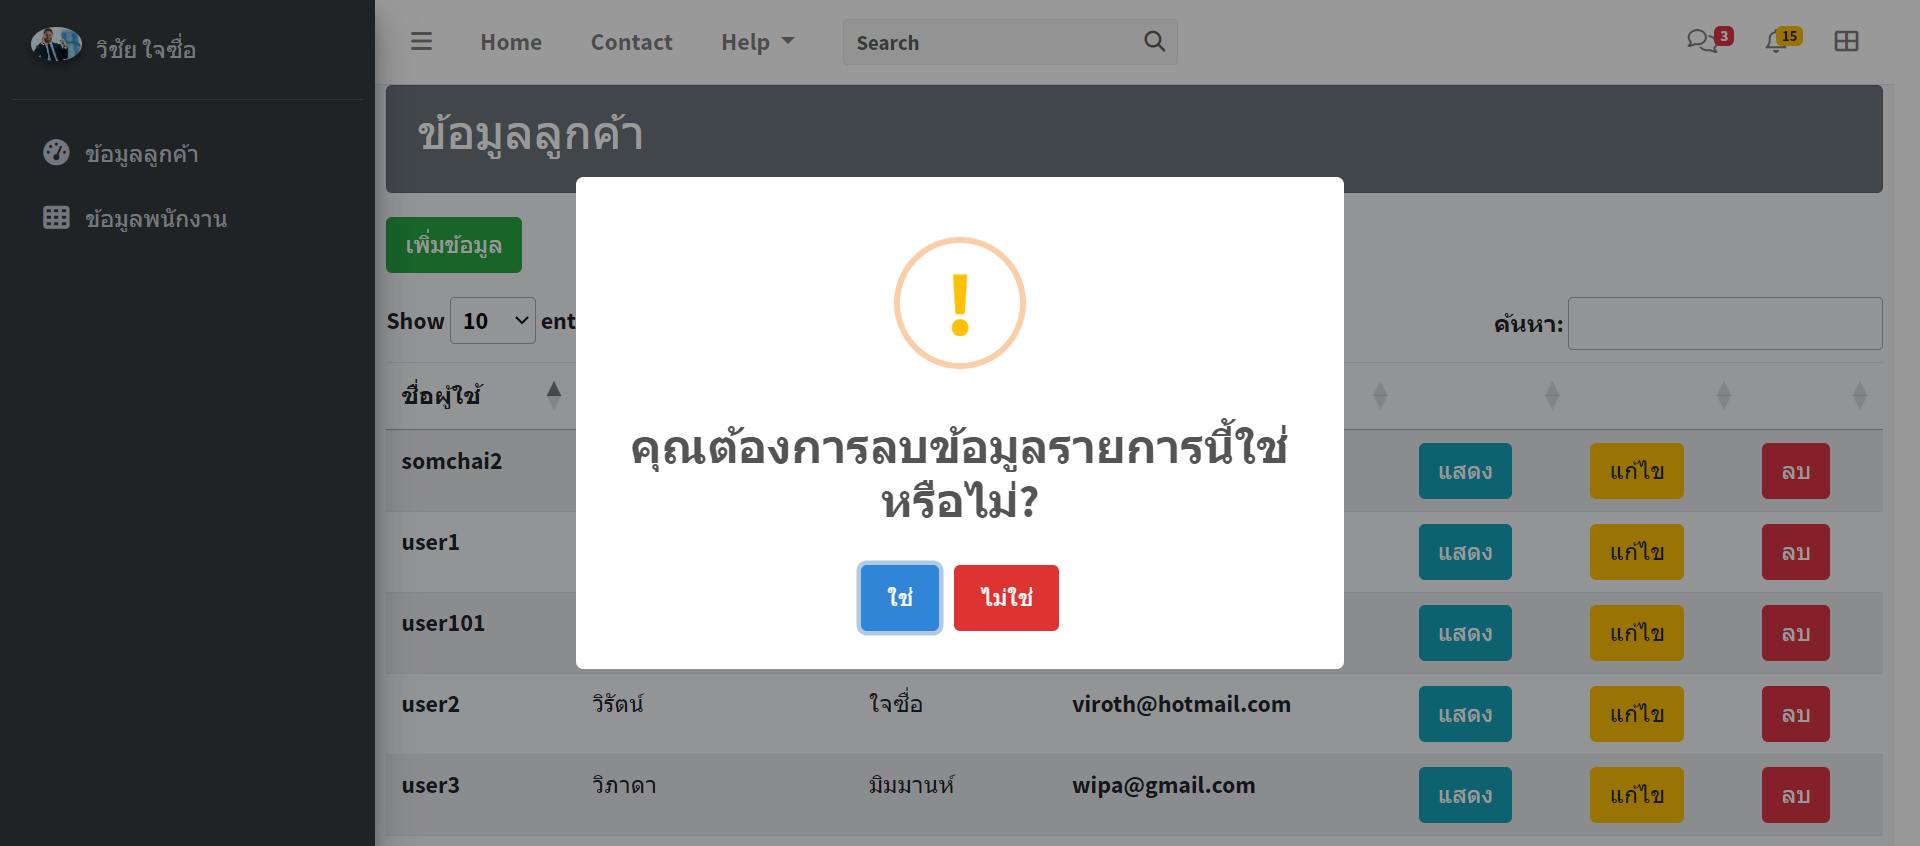 วิชัย ใจซื่อ
ข้อมูลลูกค้า
ข้อมูลพนักงาน
Home Contact Help Search 3 15
ข้อมูลลูกค้า
เพิ่มข้อมูล
Show 10 ent ค้นหา:
ชื่อผู้ใช้
คุณต้องการลบข้อมูลรายการนี้ใช่
หรือไม่?
ใช่ ไม่ใช่
somchai2 แสดง แก้ไข ลบ
user1 แสดง แก้ไข ลบ
user101 แสดง แก้ไข ลบ
user2 วิรัตน์ ใจซื่อ viroth@hotmail.com แสดง แก้ไข ลบ
user3 วิภาดา มิมมานห์ wipa@gmail.com แสดง แก้ไข ลบ